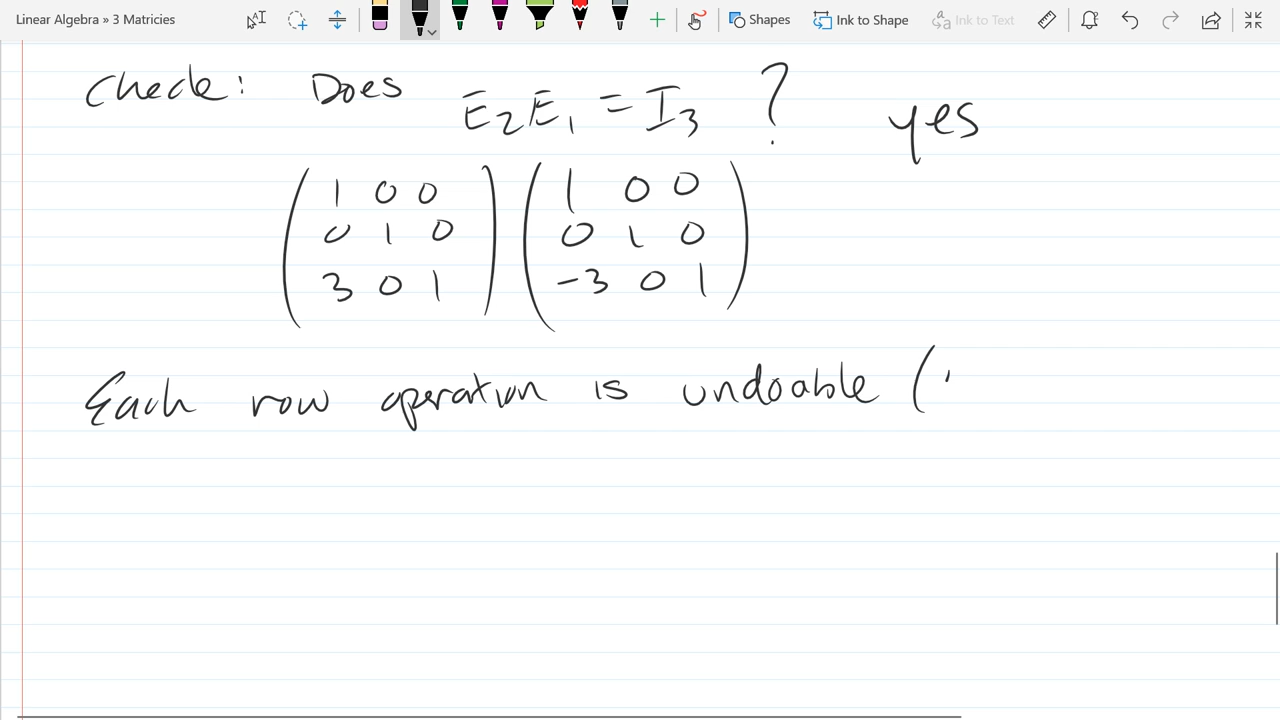 Linear Algebra » 3 Matricies
Shapes
Ink to Shape
Ink to Text
Check: Does E₂E₁ = I₃ ? yes
1 0 0 1 0 0
0 1 0 0 1 0
3 0 1 -3 0 1
Each row operation is undoable (